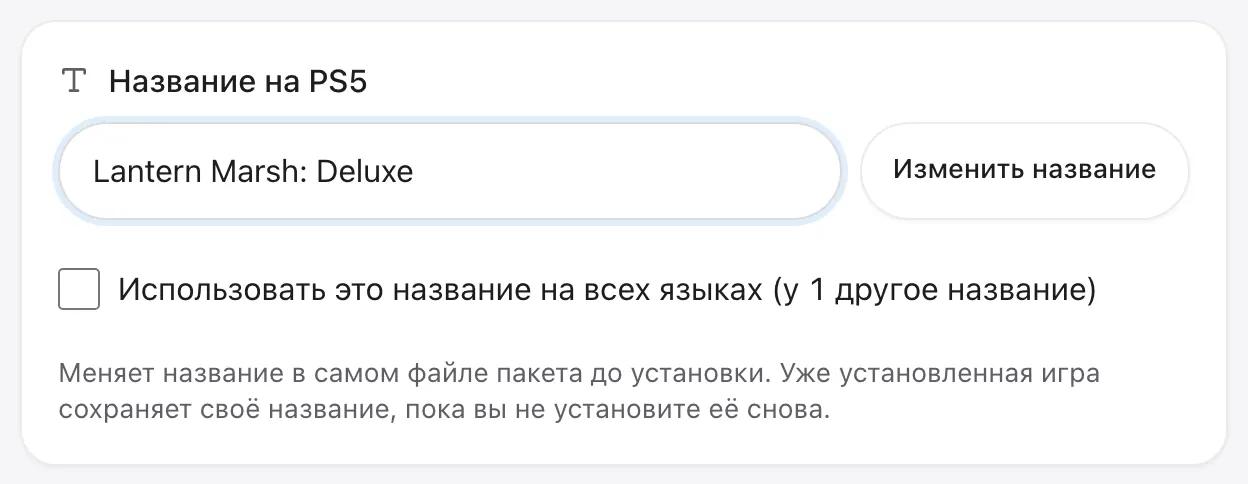 Название на PS5
Lantern Marsh: Deluxe
Изменить название
Использовать это название на всех языках (у 1 другое название)
Меняет название в самом файле пакета до установки. Уже установленная игра
сохраняет своё название, пока вы не установите её снова.